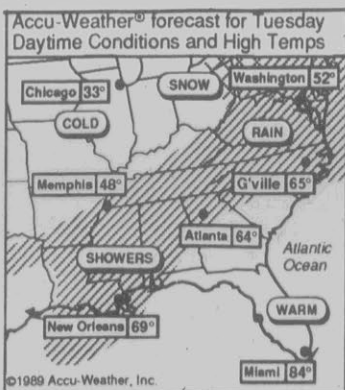 Accu-Weather® forecast for Tuesday
Daytime Conditions and High Temps
Washington 52°
SNOW
Chicago 33°
COLD
RAIN
Memphis 48°
G'ville 65°
Atlanta 64°
Atlantic
Ocean
SHOWERS
WARM
New Orleans 69°
Miami 84°
©1989 Accu-Weather, Inc.